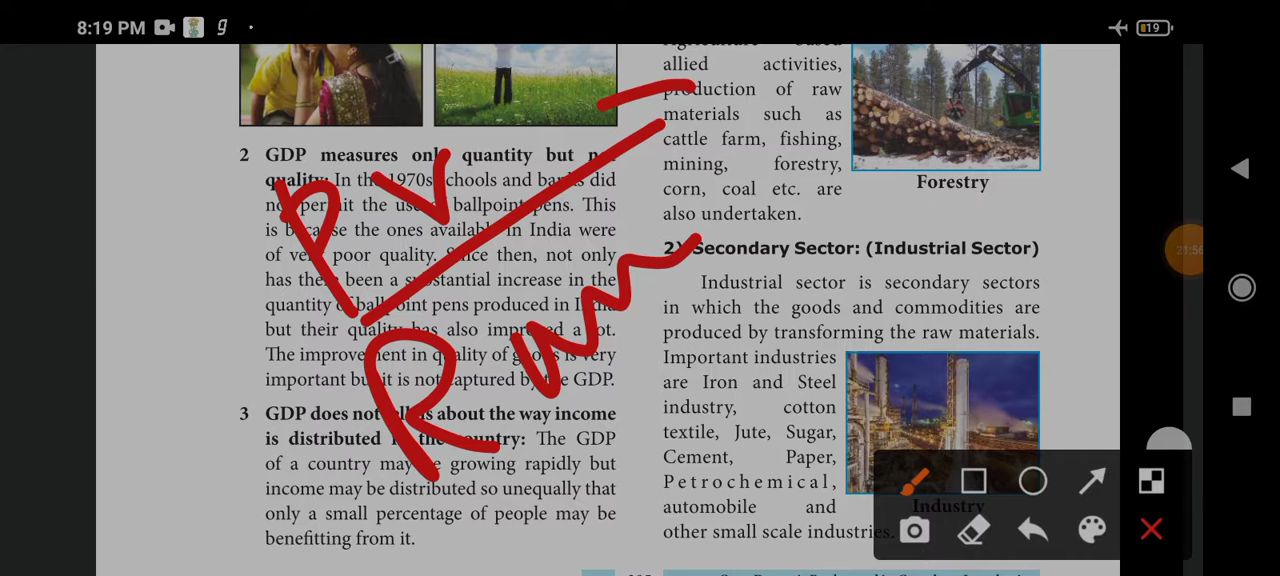 8:19 PM g 19
2 GDP measures only quantity but not
quality: In the 1970s schools and banks did
not permit the use of ballpoint pens. This
is because the ones available in India were
of very poor quality. Since then, not only
has there been a substantial increase in the
quantity of ballpoint pens produced in India
but their quality has also improved a lot.
The improvement in quality of goods is very
important but it is not captured by the GDP.
3 GDP does not tell us about the way income
is distributed in the country: The GDP
of a country may be growing rapidly but
income may be distributed so unequally that
only a small percentage of people may be
benefitting from it.
Agriculture based
allied activities,
production of raw
materials such as
cattle farm, fishing,
mining, forestry,
corn, coal etc. are
also undertaken.
Forestry
2) Secondary Sector: (Industrial Sector)
Industrial sector is secondary sectors
in which the goods and commodities are
produced by transforming the raw materials.
Important industries
are Iron and Steel
industry, cotton
textile, Jute, Sugar,
Cement, Paper,
Petrochemical,
automobile and
other small scale industries.
Industry
21:56